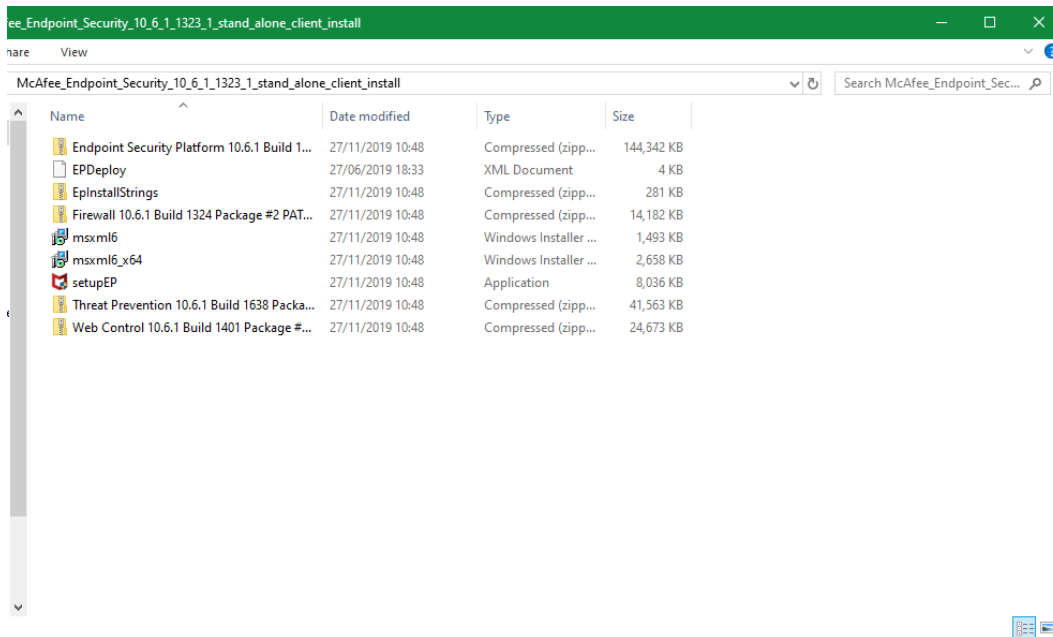 ee_Endpoint_Security_10_6_1_1323_1_stand_alone_client_install
hare View
McAfee_Endpoint_Security_10_6_1_1323_1_stand_alone_client_install Search McAfee_Endpoint_Sec...
Name Date modified Type Size
Endpoint Security Platform 10.6.1 Build 1... 27/11/2019 10:48 Compressed (zipp... 144,342 KB
EPDeploy 27/06/2019 18:33 XML Document 4 KB
EpInstallStrings 27/11/2019 10:48 Compressed (zipp... 281 KB
Firewall 10.6.1 Build 1324 Package #2 PAT... 27/11/2019 10:48 Compressed (zipp... 14,182 KB
msxml6 27/11/2019 10:48 Windows Installer ... 1,493 KB
msxml6_x64 27/11/2019 10:48 Windows Installer ... 2,658 KB
setupEP 27/11/2019 10:48 Application 8,036 KB
Threat Prevention 10.6.1 Build 1638 Packa... 27/11/2019 10:48 Compressed (zipp... 41,563 KB
Web Control 10.6.1 Build 1401 Package #... 27/11/2019 10:48 Compressed (zipp... 24,673 KB